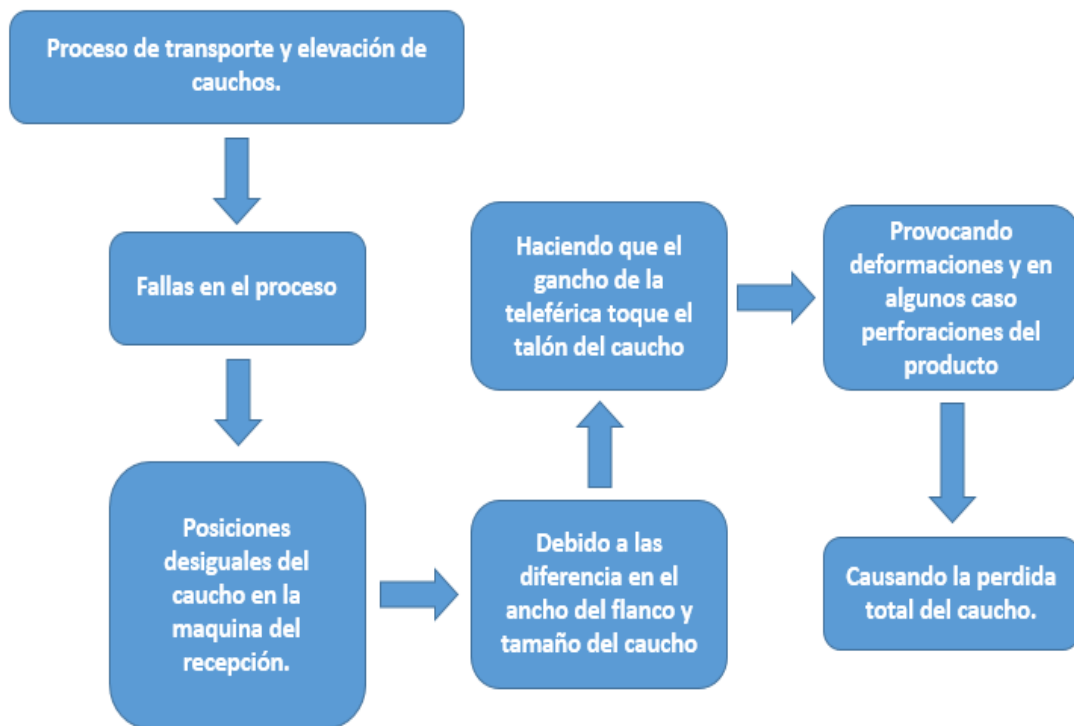 Proceso de transporte y elevación de
cauchos.
Fallas en el proceso
Posiciones
desiguales del
caucho en la
maquina del
recepción.
Debido a las
diferencia en el
ancho del flanco y
tamaño del caucho
Haciendo que el
gancho de la
teleférica toque el
talón del caucho
Provocando
deformaciones y en
algunos caso
perforaciones del
producto
Causando la perdida
total del caucho.